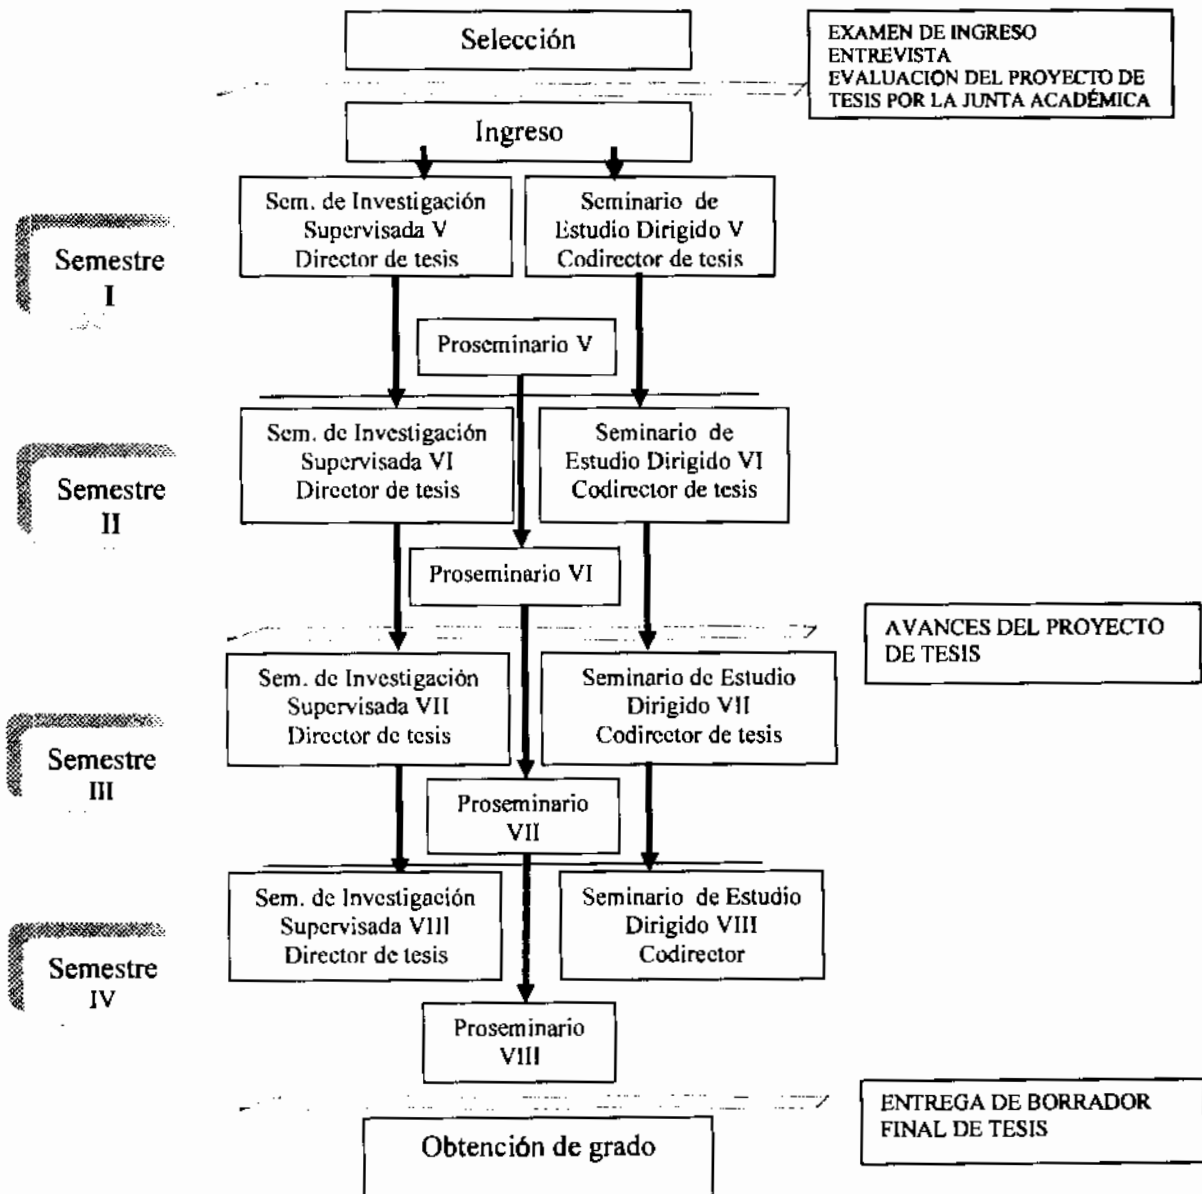 Selección
EXAMEN DE INGRESO
ENTREVISTA
EVALUACION DEL PROYECTO DE
TESIS POR LA JUNTA ACADÉMICA
Ingreso
Semestre
I
Sem. de Investigación
Supervisada V
Director de tesis
Seminario de
Estudio Dirigido V
Codirector de tesis
Proseminario V
Semestre
II
Sem. de Investigación
Supervisada VI
Director de tesis
Seminario de
Estudio Dirigido VI
Codirector de tesis
Proseminario VI
AVANCES DEL PROYECTO
DE TESIS
Semestre
III
Sem. de Investigación
Supervisada VII
Director de tesis
Seminario de Estudio
Dirigido VII
Codirector de tesis
Proseminario
VII
Semestre
IV
Sem. de Investigación
Supervisada VIII
Director de tesis
Seminario de Estudio
Dirigido VIII
Codirector
Proseminario
VIII
ENTREGA DE BORRADOR
FINAL DE TESIS
Obtención de grado